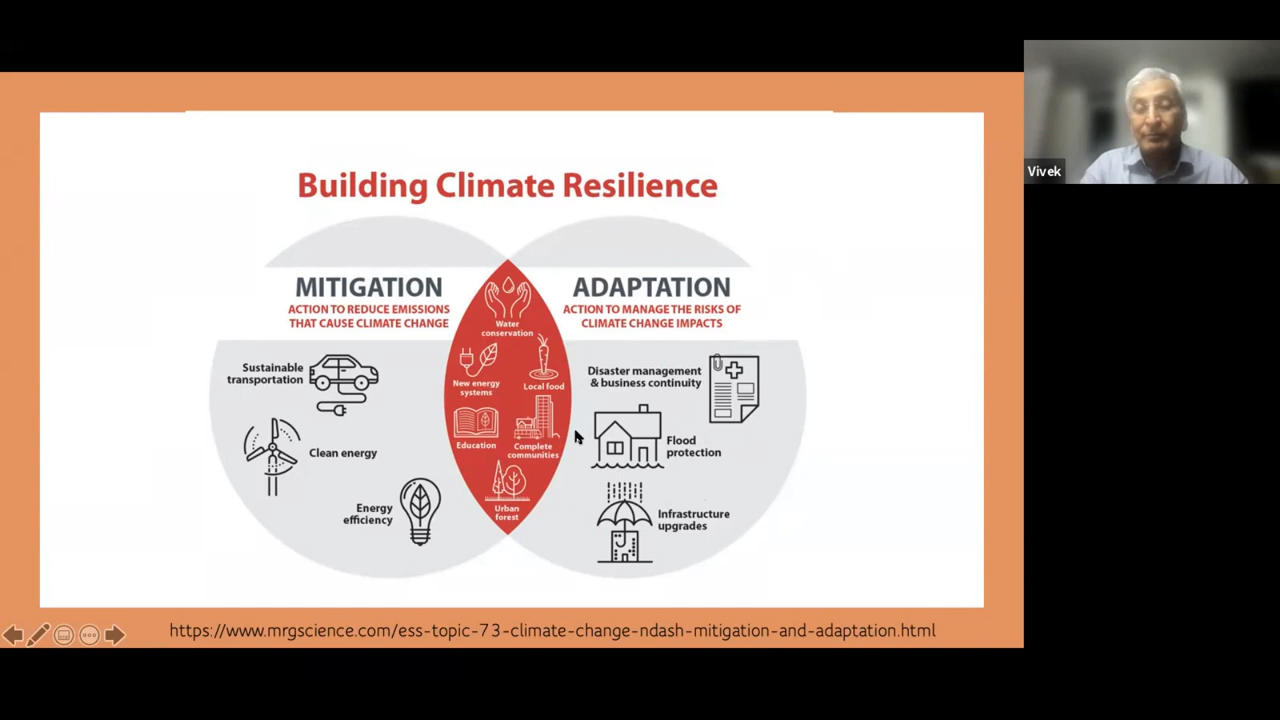 Building Climate Resilience
MITIGATION
ACTION TO REDUCE EMISSIONS
THAT CAUSE CLIMATE CHANGE
Sustainable
transportation
Clean energy
Energy
efficiency
Water
conservation
New energy
systems
Local food
Education
Complete
communities
Urban
forest
ADAPTATION
ACTION TO MANAGE THE RISKS OF
CLIMATE CHANGE IMPACTS
Disaster management
& business continuity
Flood
protection
Infrastructure
upgrades
https://www.mrgscience.com/ess-topic-73-climate-change-ndash-mitigation-and-adaptation.html
Vivek